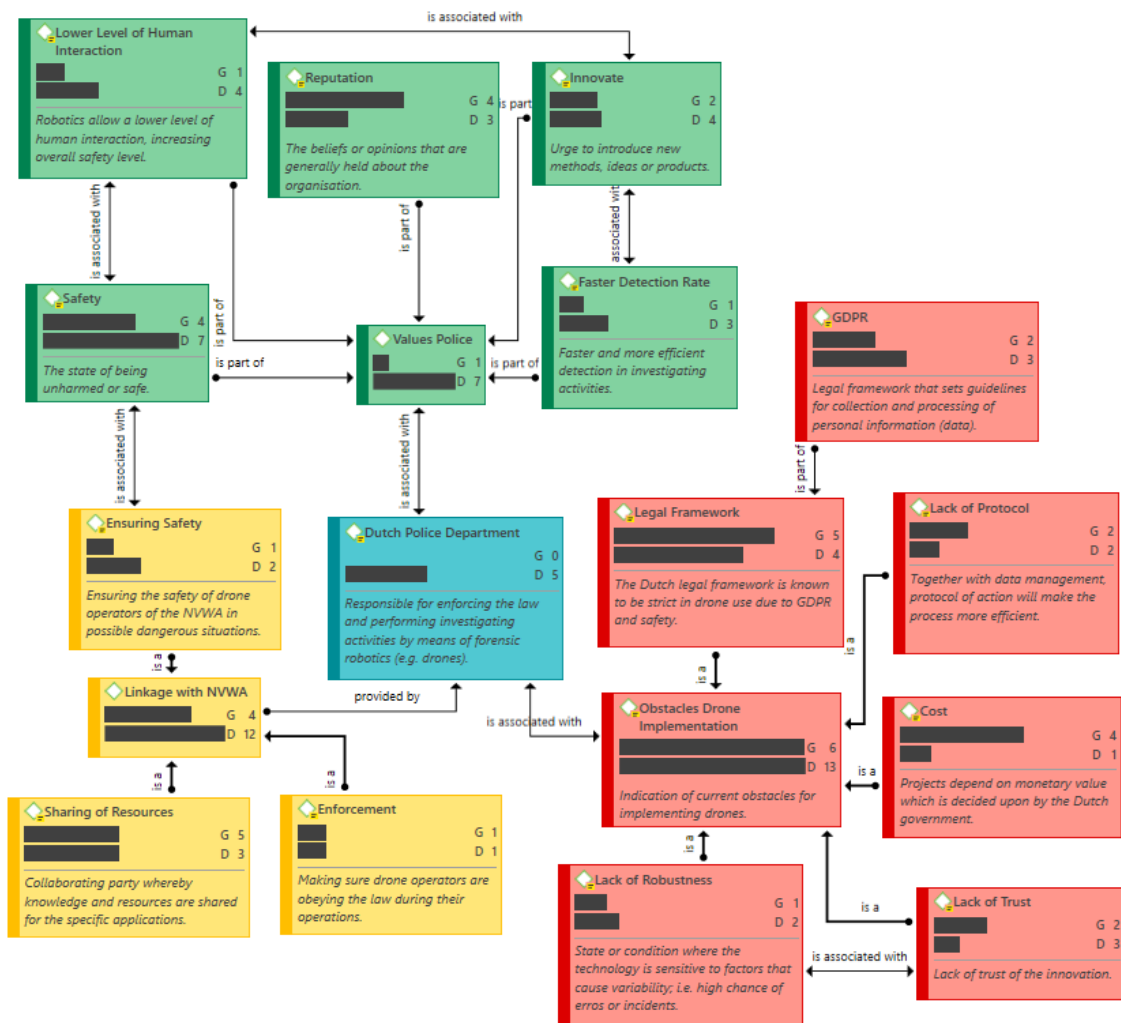 is associated with
Lower Level of Human
Interaction
G 1
D 4
Robotics allow a lower level of
human interaction, increasing
overall safety level.
Reputation
G 4
D 3
The beliefs or opinions that are
generally held about the
organisation.
is part
is part
Innovate
G 2
D 4
Urge to introduce new
methods, ideas or products.
is associated with
is part of
is part of
associated wit
Safety
G 4
D 7
The state of being
unharmed or safe.
is part of
Values Police
G 1
D 7
is part of
Faster Detection Rate
G 1
D 3
Faster and more efficient
detection in investigating
activities.
GDPR
G 2
D 3
Legal framework that sets guidelines
for collection and processing of
personal information (data).
is associated with
is associated with
is part of
Ensuring Safety
G 1
D 2
Ensuring the safety of drone
operators of the NVWA in
possible dangerous situations.
Dutch Police Department
G 0
D 5
Responsible for enforcing the law
and performing investigating
activities by means of forensic
robotics (e.g. drones).
Legal Framework
G 5
D 4
The Dutch legal framework is known
to be strict in drone use due to GDPR
and safety.
Lack of Protocol
G 2
D 2
Together with data management,
protocol of action will make the
process more efficient.
is a
is a
is a
Linkage with NVWA
G 4
D 12
provided by
is associated with
Obstacles Drone
Implementation
G 6
D 13
Indication of current obstacles for
implementing drones.
is a
Cost
G 4
D 1
Projects depend on monetary value
which is decided upon by the Dutch
government.
is a
is a
Sharing of Resources
G 5
D 3
Collaborating party whereby
knowledge and resources are shared
for the specific applications.
Enforcement
G 1
D 1
Making sure drone operators are
obeying the law during their
operations.
is a
Lack of Robustness
G 1
D 2
State or condition where the
technology is sensitive to factors that
cause variability; i.e. high chance of
erros or incidents.
is a
is associated with
Lack of Trust
G 2
D 3
Lack of trust of the innovation.